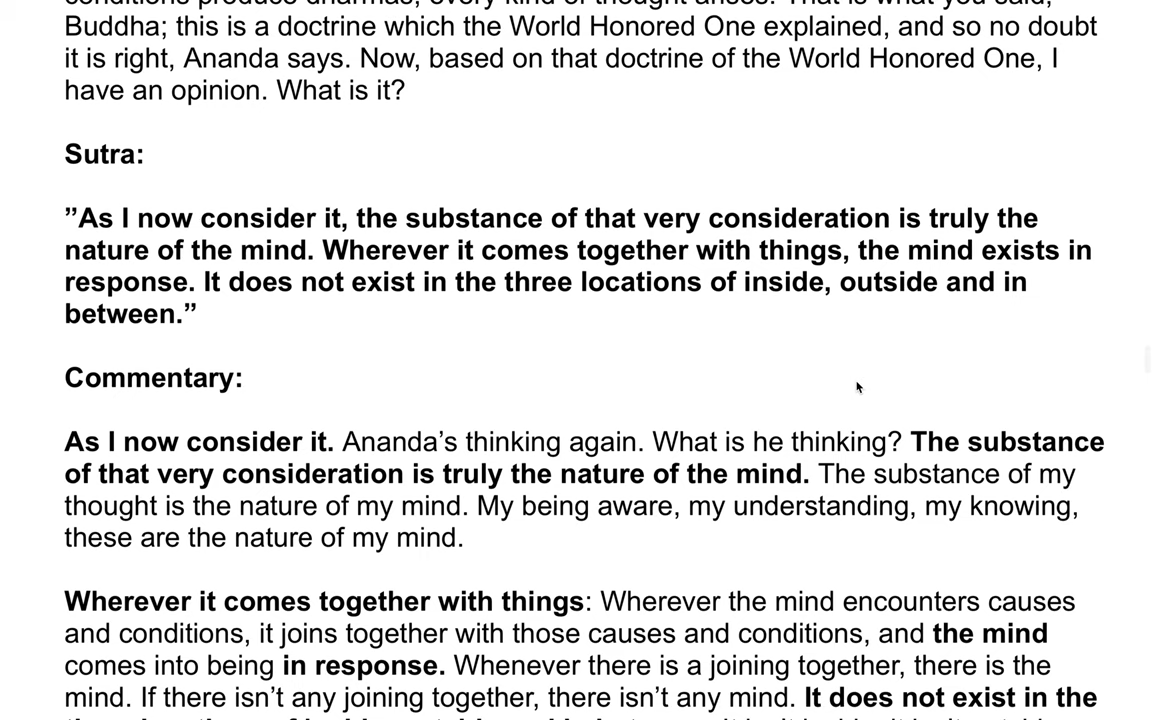 Buddha; this is a doctrine which the World Honored One explained, and so no doubt
it is right, Ananda says. Now, based on that doctrine of the World Honored One, I
have an opinion. What is it?
Sutra:
”As I now consider it, the substance of that very consideration is truly the
nature of the mind. Wherever it comes together with things, the mind exists in
response. It does not exist in the three locations of inside, outside and in
between.”
Commentary:
As I now consider it. Ananda’s thinking again. What is he thinking? The substance
of that very consideration is truly the nature of the mind. The substance of my
thought is the nature of my mind. My being aware, my understanding, my knowing,
these are the nature of my mind.
Wherever it comes together with things: Wherever the mind encounters causes
and conditions, it joins together with those causes and conditions, and the mind
comes into being in response. Whenever there is a joining together, there is the
mind. If there isn’t any joining together, there isn’t any mind. It does not exist in the